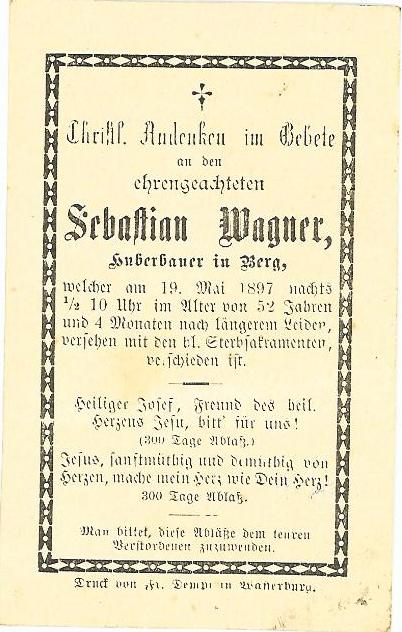 Christl. Andenken im Gebete
an den
ehrengeachteten
Sebastian Wagner,
Huberbauer in Berg,
welcher am 19. Mai 1897 nachts
½ 10 Uhr im Alter von 52 Jahren
und 4 Monaten nach längerem Leiden,
versehen mit den hl. Sterbsakramenten,
verschieden ist.
Heiliger Josef, Freund des heil.
Herzens Jesu, bitt' für uns!
(300 Tage Ablaß.)
Jesus, sanftmüthig und demüthig von
Herzen, mache mein Herz wie Dein Herz!
300 Tage Ablaß.
Man bittet, diese Abläße dem teuren
Verstorbenen zuzuwenden.
Druck von Fr. Dempf in Wasserburg.